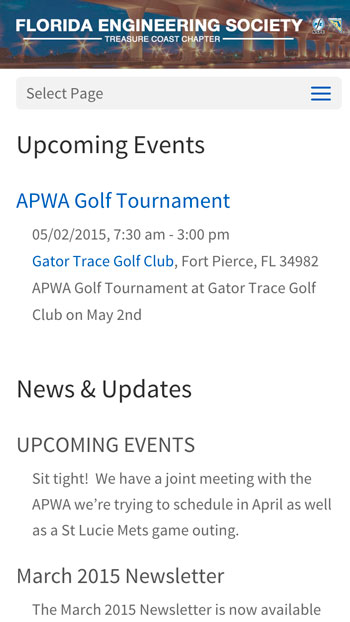 FLORIDA ENGINEERING SOCIETY
TREASURE COAST CHAPTER
Select Page
Upcoming Events
APWA Golf Tournament
05/02/2015, 7:30 am - 3:00 pm
Gator Trace Golf Club, Fort Pierce, FL 34982
APWA Golf Tournament at Gator Trace Golf
Club on May 2nd
News & Updates
UPCOMING EVENTS
Sit tight!  We have a joint meeting with the
APWA we’re trying to schedule in April as well
as a St Lucie Mets game outing.
March 2015 Newsletter
The March 2015 Newsletter is now available